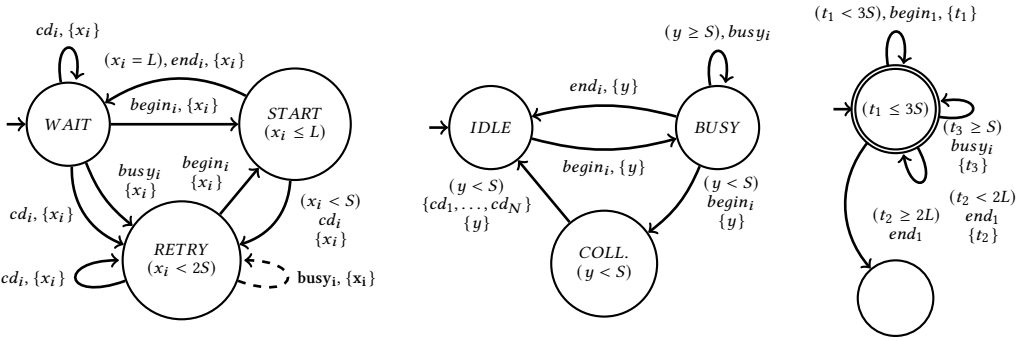 cd_i, {x_i}
(x_i = L), end_i, {x_i}
begin_i, {x_i}
WAIT
START
(x_i ≤ L)
busy_i
{x_i}
begin_i
{x_i}
cd_i, {x_i}
(x_i < S)
cd_i
{x_i}
RETRY
(x_i < 2S)
cd_i, {x_i}
busy_i, {x_i}
(y ≥ S), busy_i
end_i, {y}
IDLE
BUSY
begin_i, {y}
(y < S)
{cd_1, . . . , cd_N}
{y}
(y < S)
begin_i
{y}
COLL.
(y < S)
(t_1 < 3S), begin_1, {t_1}
(t_1 ≤ 3S)
(t_3 ≥ S)
busy_i
{t_3}
(t_2 < 2L)
end_1
{t_2}
(t_2 ≥ 2L)
end_1